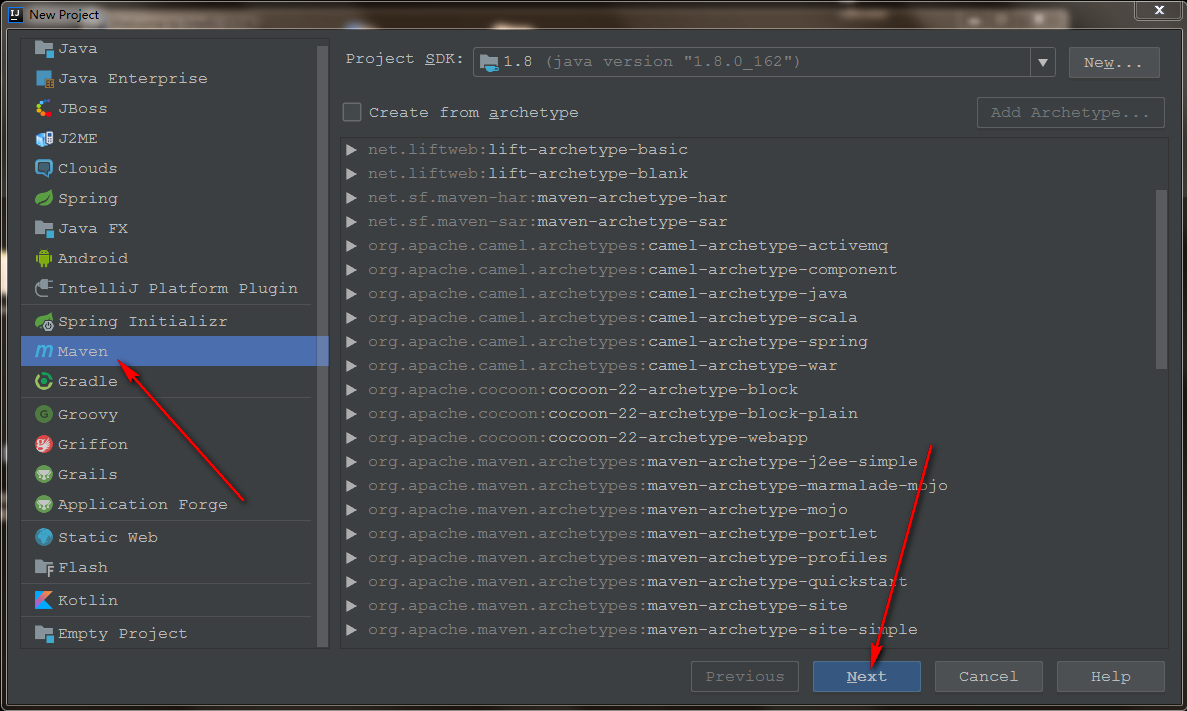 New Project
Java
Java Enterprise
JBoss
J2ME
Clouds
Spring
Java FX
Android
IntelliJ Platform Plugin
Spring Initializr
Maven
Gradle
Groovy
Griffon
Grails
Application Forge
Static Web
Flash
Kotlin
Empty Project
Project SDK: 1.8 (java version "1.8.0_162") New...
Create from archetype Add Archetype...
net.liftweb:lift-archetype-basic
net.liftweb:lift-archetype-blank
net.sf.maven-har:maven-archetype-har
net.sf.maven-sar:maven-archetype-sar
org.apache.camel.archetypes:camel-archetype-activemq
org.apache.camel.archetypes:camel-archetype-component
org.apache.camel.archetypes:camel-archetype-java
org.apache.camel.archetypes:camel-archetype-scala
org.apache.camel.archetypes:camel-archetype-spring
org.apache.camel.archetypes:camel-archetype-war
org.apache.cocoon:cocoon-22-archetype-block
org.apache.cocoon:cocoon-22-archetype-block-plain
org.apache.cocoon:cocoon-22-archetype-webapp
org.apache.maven.archetypes:maven-archetype-j2ee-simple
org.apache.maven.archetypes:maven-archetype-marmalade-mojo
org.apache.maven.archetypes:maven-archetype-mojo
org.apache.maven.archetypes:maven-archetype-portlet
org.apache.maven.archetypes:maven-archetype-profiles
org.apache.maven.archetypes:maven-archetype-quickstart
org.apache.maven.archetypes:maven-archetype-site
org.apache.maven.archetypes:maven-archetype-site-simple
Previous Next Cancel Help